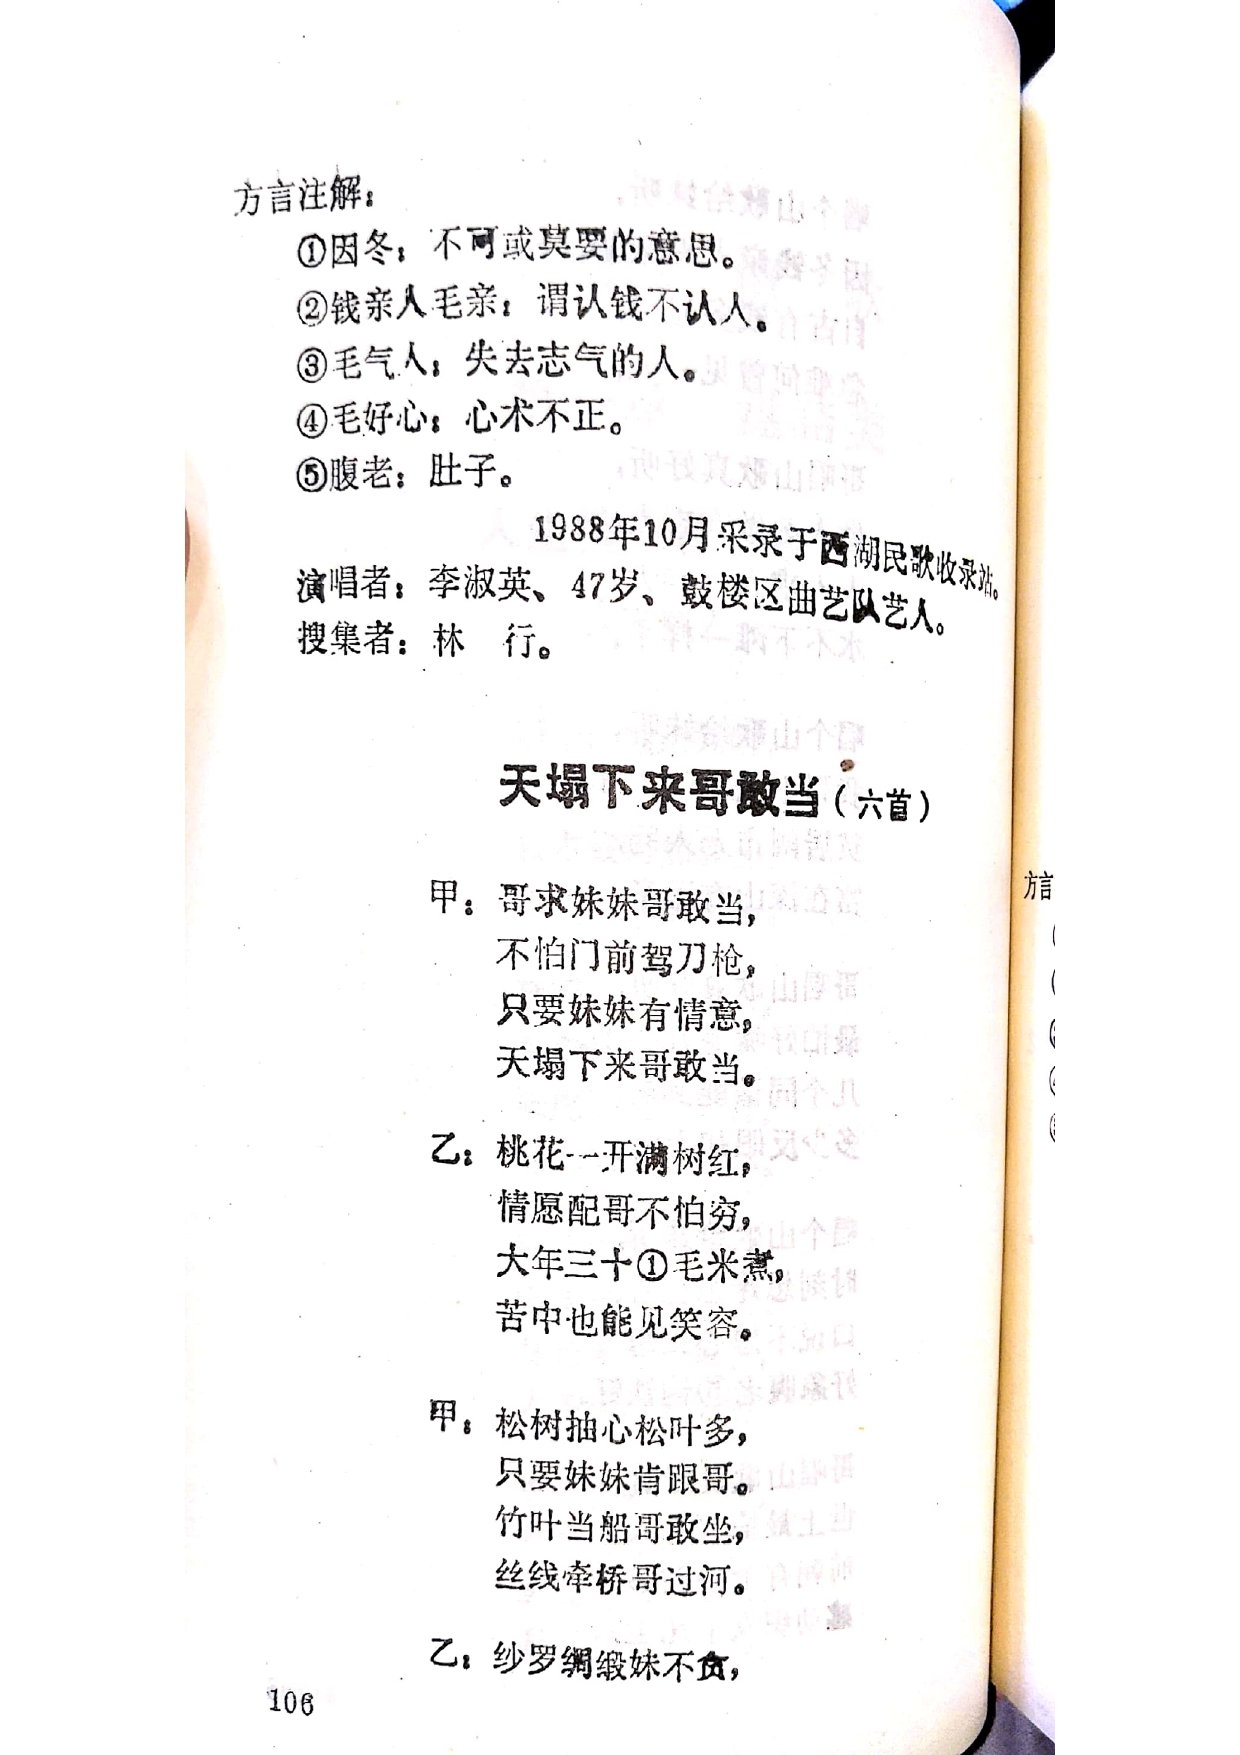 方言注解：
①因冬：不可或莫要的意思。
②钱亲人毛亲：谓认钱不认人。
③毛气人：失去志气的人。
④毛好心：心术不正。
⑤腹老：肚子。
1988年10月采录于西湖民歌收录站。
演唱者：李淑英、47岁、鼓楼区曲艺队艺人。
搜集者：林　行。
天塌下来哥敢当（六首）
甲：哥求妹妹哥敢当，
不怕门前驾刀枪，
只要妹妹有情意，
天塌下来哥敢当。
乙：桃花一开满树红，
情愿配哥不怕穷，
大年三十①毛米煮，
苦中也能见笑容。
甲：松树抽心松叶多，
只要妹妹肯跟哥。
竹叶当船哥敢坐，
丝线牵桥哥过河。
乙：纱罗绸缎妹不贪，
106
方言